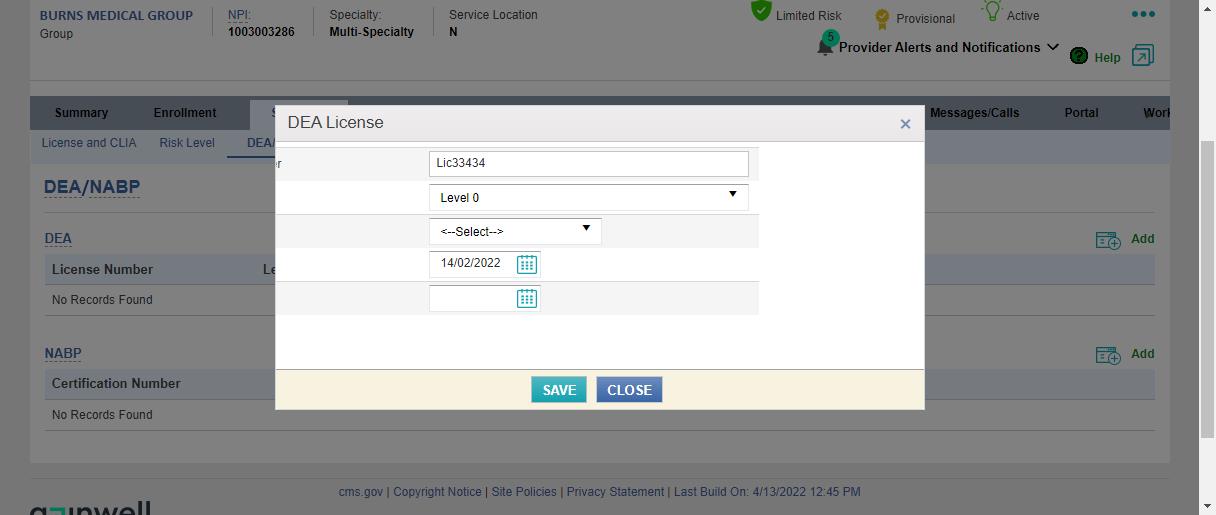 BURNS MEDICAL GROUP
Group
NPI:
1003003286
Specialty:
Multi-Specialty
Service Location
N
Limited Risk
Provisional
Active
5
Provider Alerts and Notifications
? Help
Summary Enrollment S Messages/Calls Portal Work
License and CLIA Risk Level DEA/
DEA License ×
r Lic33434
Level 0
<--Select-->
14/02/2022
SAVE CLOSE
DEA/NABP
DEA Add
License Number Le
No Records Found
NABP Add
Certification Number
No Records Found
cms.gov | Copyright Notice | Site Policies | Privacy Statement | Last Build On: 4/13/2022 12:45 PM
gainwell